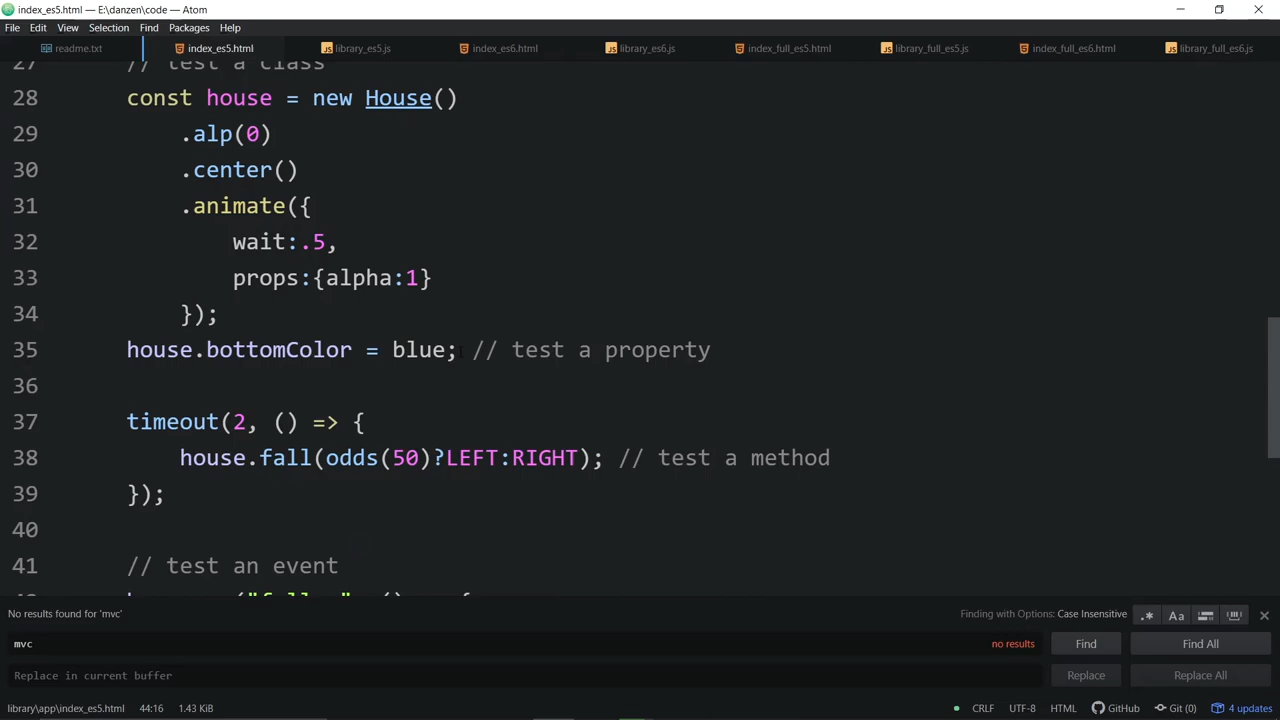 index_es5.html — E:\danzen\code — Atom
File Edit View Selection Find Packages Help
readme.txt index_es5.html library_es5.js index_es6.html library_es6.js index_full_es5.html library_full_es5.js index_full_es6.html library_full_es6.js
27 // test a class
28 const house = new House()
29 .alp(0)
30 .center()
31 .animate({
32 wait:.5,
33 props:{alpha:1}
34 });
35 house.bottomColor = blue; // test a property
36
37 timeout(2, () => {
38 house.fall(odds(50)?LEFT:RIGHT); // test a method
39 });
40
41 // test an event
No results found for 'mvc' Finding with Options: Case Insensitive .* Aa
mvc no results Find Find All
Replace in current buffer Replace Replace All
library\app\index_es5.html 44:16 1.43 KiB CRLF UTF-8 HTML GitHub Git (0) 4 updates